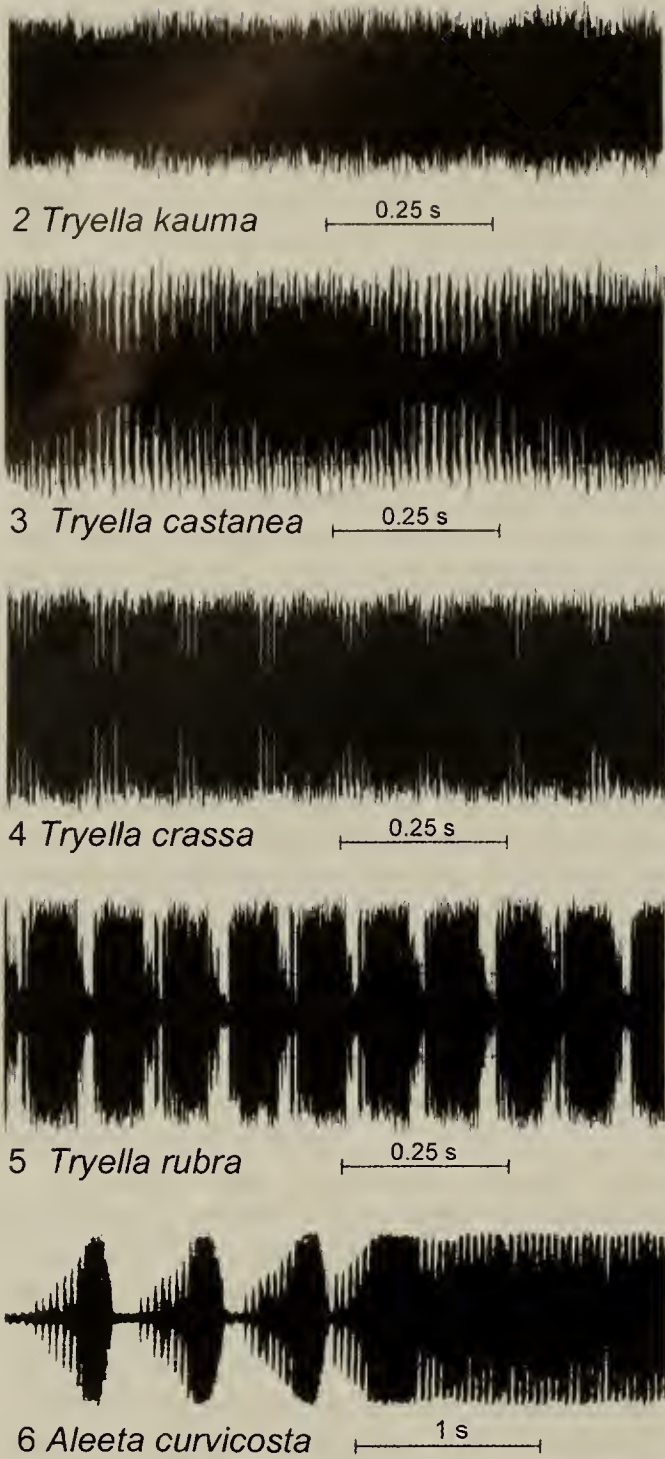 2 Tryella kauma 0.25 s
3 Tryella castanea 0.25 s
4 Tryella crassa 0.25 s
5 Tryella rubra 0.25 s
6 Aleeta curvicosta 1 s